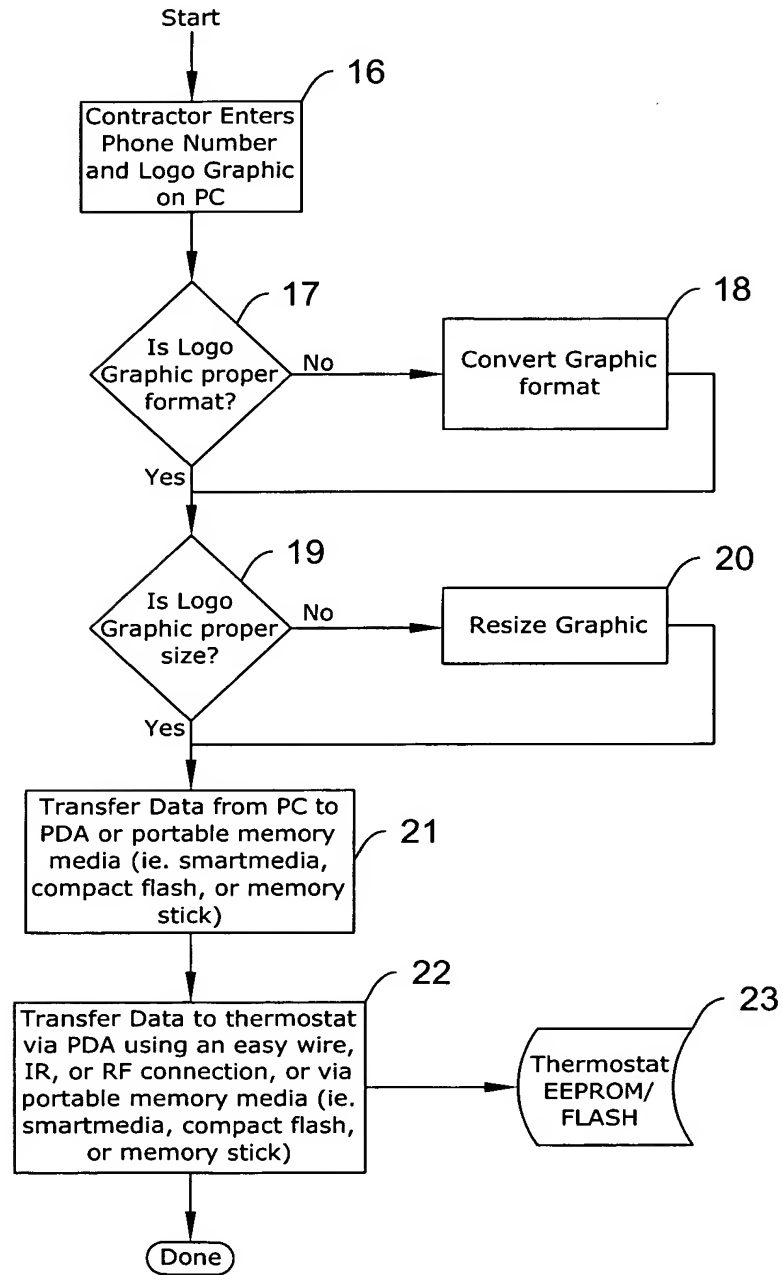 Start
16
Contractor Enters
Phone Number
and Logo Graphic
on PC
17
Is Logo
Graphic proper
format?
No
18
Convert Graphic
format
Yes
19
Is Logo
Graphic proper
size?
No
20
Resize Graphic
Yes
Transfer Data from PC to
PDA or portable memory
media (ie. smartmedia,
compact flash, or memory
stick)
21
22
Transfer Data to thermostat
via PDA using an easy wire,
IR, or RF connection, or via
portable memory media (ie.
smartmedia, compact flash,
or memory stick)
23
Thermostat
EEPROM/
FLASH
Done